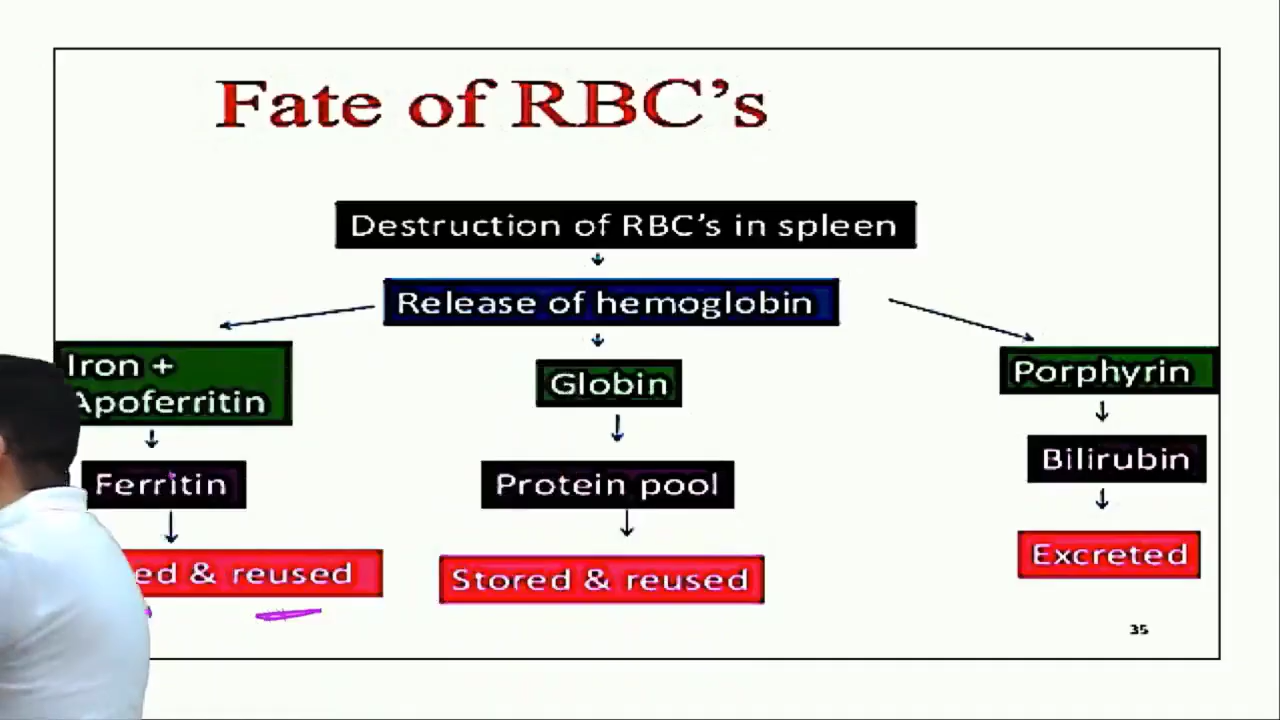 Fate of RBC's
Destruction of RBC's in spleen
Release of hemoglobin
Iron +
Apoferritin
Globin
Porphyrin
Ferritin
Protein pool
Bilirubin
ed & reused
Stored & reused
Excreted
35